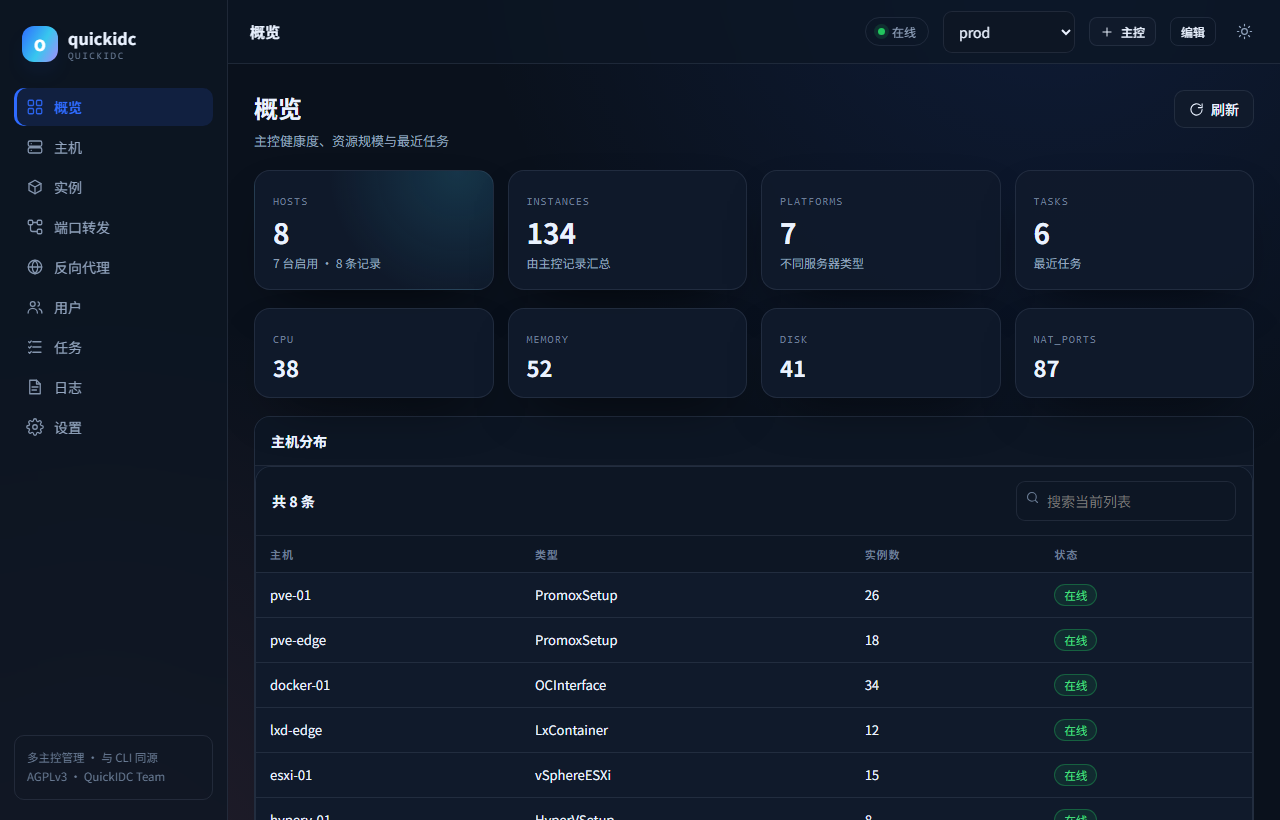 o
quickidc
QUICKIDC
概览
主机
实例
端口转发
反向代理
用户
任务
日志
设置
多主控管理 • 与 CLI 同源
AGPLv3 • QuickIDC Team
概览
在线
prod
主控
编辑
概览
主控健康度、资源规模与最近任务
刷新
HOSTS
8
7 台启用 • 8 条记录
INSTANCES
134
由主控记录汇总
PLATFORMS
7
不同服务器类型
TASKS
6
最近任务
CPU
38
MEMORY
52
DISK
41
NAT_PORTS
87
主机分布
共 8 条
搜索当前列表
主机 类型 实例数 状态
pve-01 PromoxSetup 26 在线
pve-edge PromoxSetup 18 在线
docker-01 OCInterface 34 在线
lxd-edge LxContainer 12 在线
esxi-01 vSphereESXi 15 在线
hyperv-01 HyperVSetup 8 在线